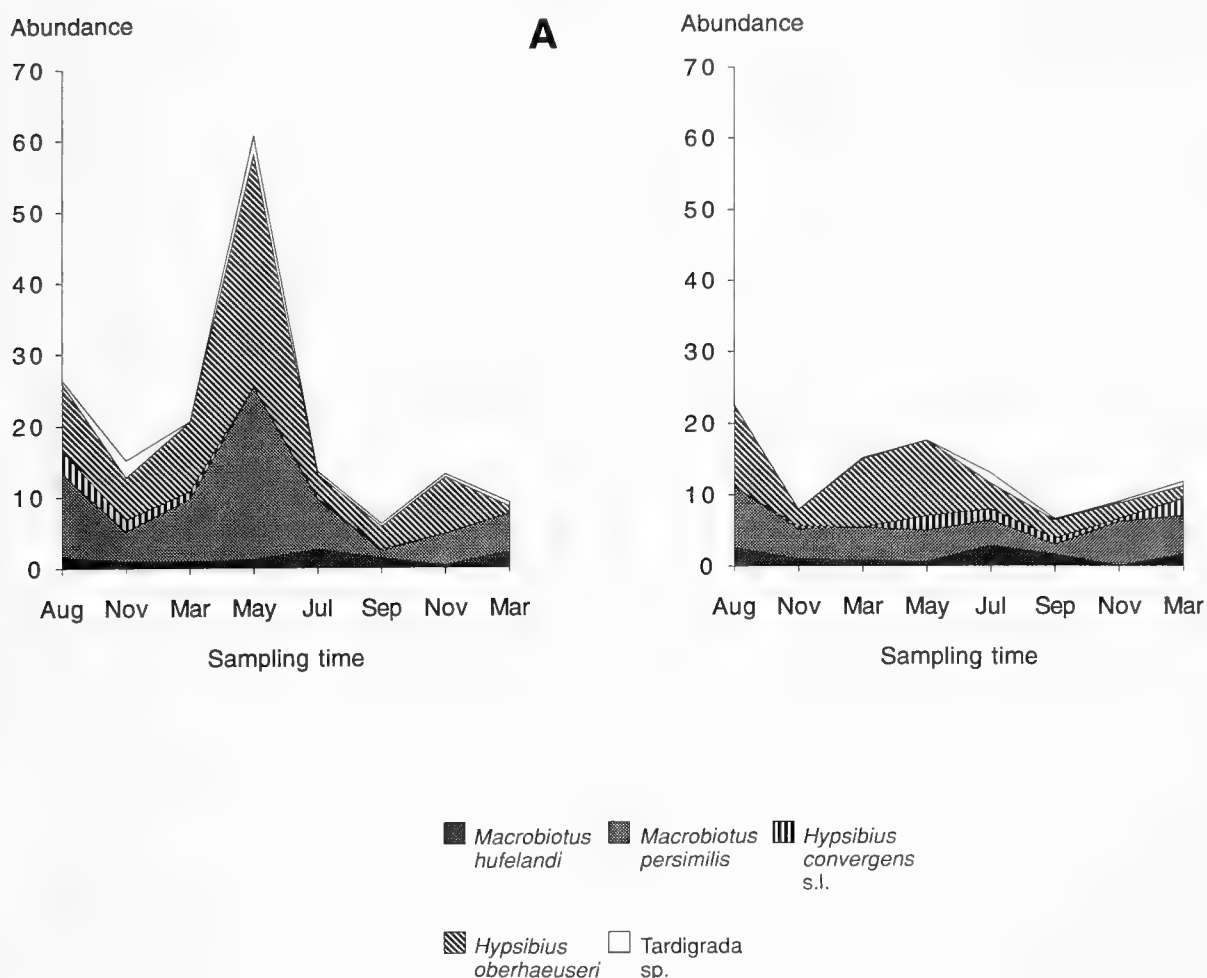 Abundance
A
Abundance
70
60
50
40
30
20
10
0
Aug Nov Mar May Jul Sep Nov Mar
Sampling time
70
60
50
40
30
20
10
0
Aug Nov Mar May Jul Sep Nov Mar
Sampling time
Macrobiotus
hufelandi
Macrobiotus
persimilis
Hypsibius
convergens
s.l.
Hypsibius
oberhaeuseri
Tardigrada
sp.